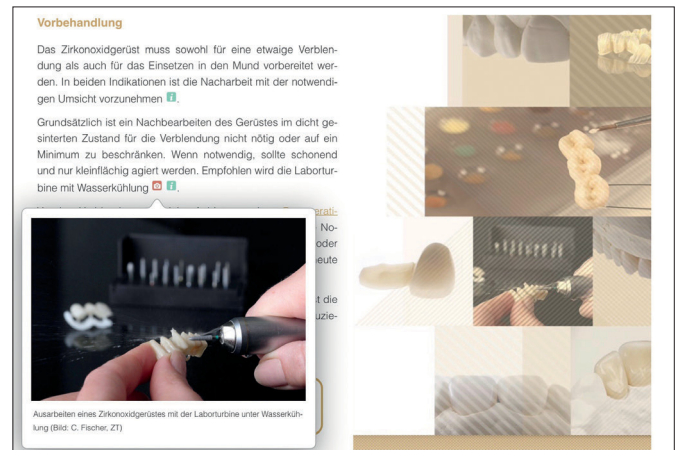 Vorbehandlung
Das Zirkonoxidgerüst muss sowohl für eine etwaige Verblen-
dung als auch für das Einsetzen in den Mund vorbereitet wer-
den. In beiden Indikationen ist die Nacharbeit mit der notwendi-
gen Umsicht vorzunehmen i.
Grundsätzlich ist ein Nachbearbeiten des Gerüstes im dicht ge-
sinterten Zustand für die Verblendung nicht nötig oder auf ein
Minimum zu beschränken. Wenn notwendig, sollte schonend
und nur kleinflächig agiert werden. Empfohlen wird die Labortur-
bine mit Wasserkühlung i.
erati-
No-
oder
heute
st die
uzie-
Ausarbeiten eines Zirkonoxidgerüstes mit der Laborturbine unter Wasserküh-
lung (Bild: C. Fischer, ZT)